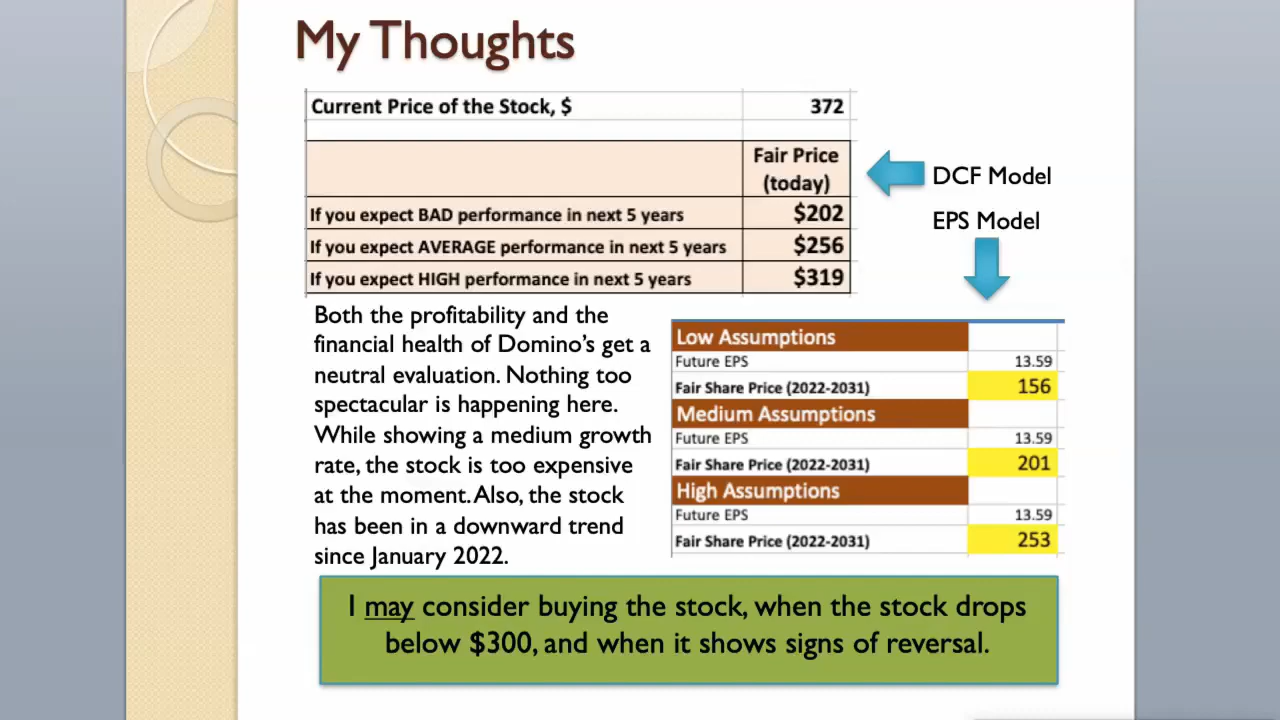 My Thoughts
Current Price of the Stock, $ 372
Fair Price
(today)
If you expect BAD performance in next 5 years $202
If you expect AVERAGE performance in next 5 years $256
If you expect HIGH performance in next 5 years $319
DCF Model
EPS Model
Both the profitability and the
financial health of Domino's get a
neutral evaluation. Nothing too
spectacular is happening here.
While showing a medium growth
rate, the stock is too expensive
at the moment. Also, the stock
has been in a downward trend
since January 2022.
Low Assumptions
Future EPS 13.59
Fair Share Price (2022-2031) 156
Medium Assumptions
Future EPS 13.59
Fair Share Price (2022-2031) 201
High Assumptions
Future EPS 13.59
Fair Share Price (2022-2031) 253
I may consider buying the stock, when the stock drops
below $300, and when it shows signs of reversal.